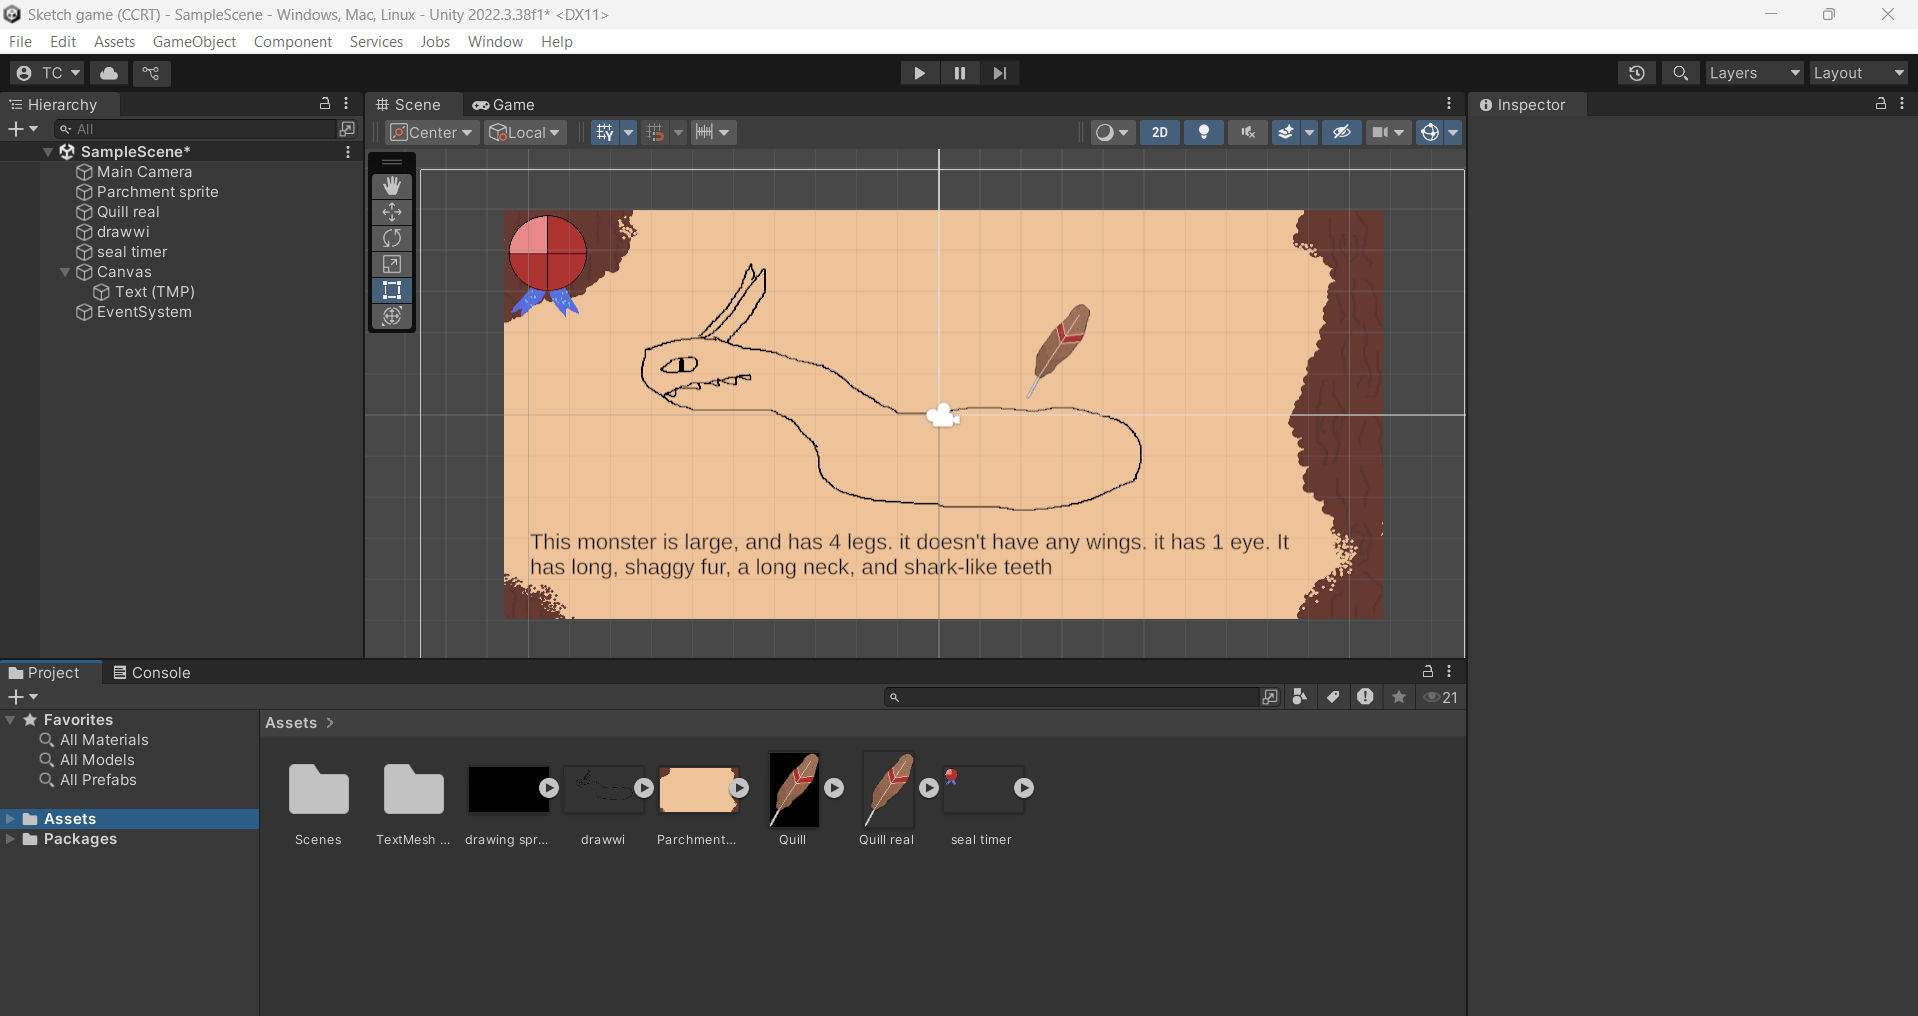 Sketch game (CCRT) - SampleScene - Windows, Mac, Linux - Unity 2022.3.38f1* <DX11>
File Edit Assets GameObject Component Services Jobs Window Help
TC Layers Layout
Hierarchy
All
SampleScene*
Main Camera
Parchment sprite
Quill real
drawwi
seal timer
Canvas
Text (TMP)
EventSystem
Scene Game
Center Local 2D
This monster is large, and has 4 legs. it doesn't have any wings. it has 1 eye. It
has long, shaggy fur, a long neck, and shark-like teeth
Inspector
Project Console
21
Favorites
All Materials
All Models
All Prefabs
Assets
Packages
Assets >
Scenes TextMesh ... drawing spr... drawwi Parchment... Quill Quill real seal timer